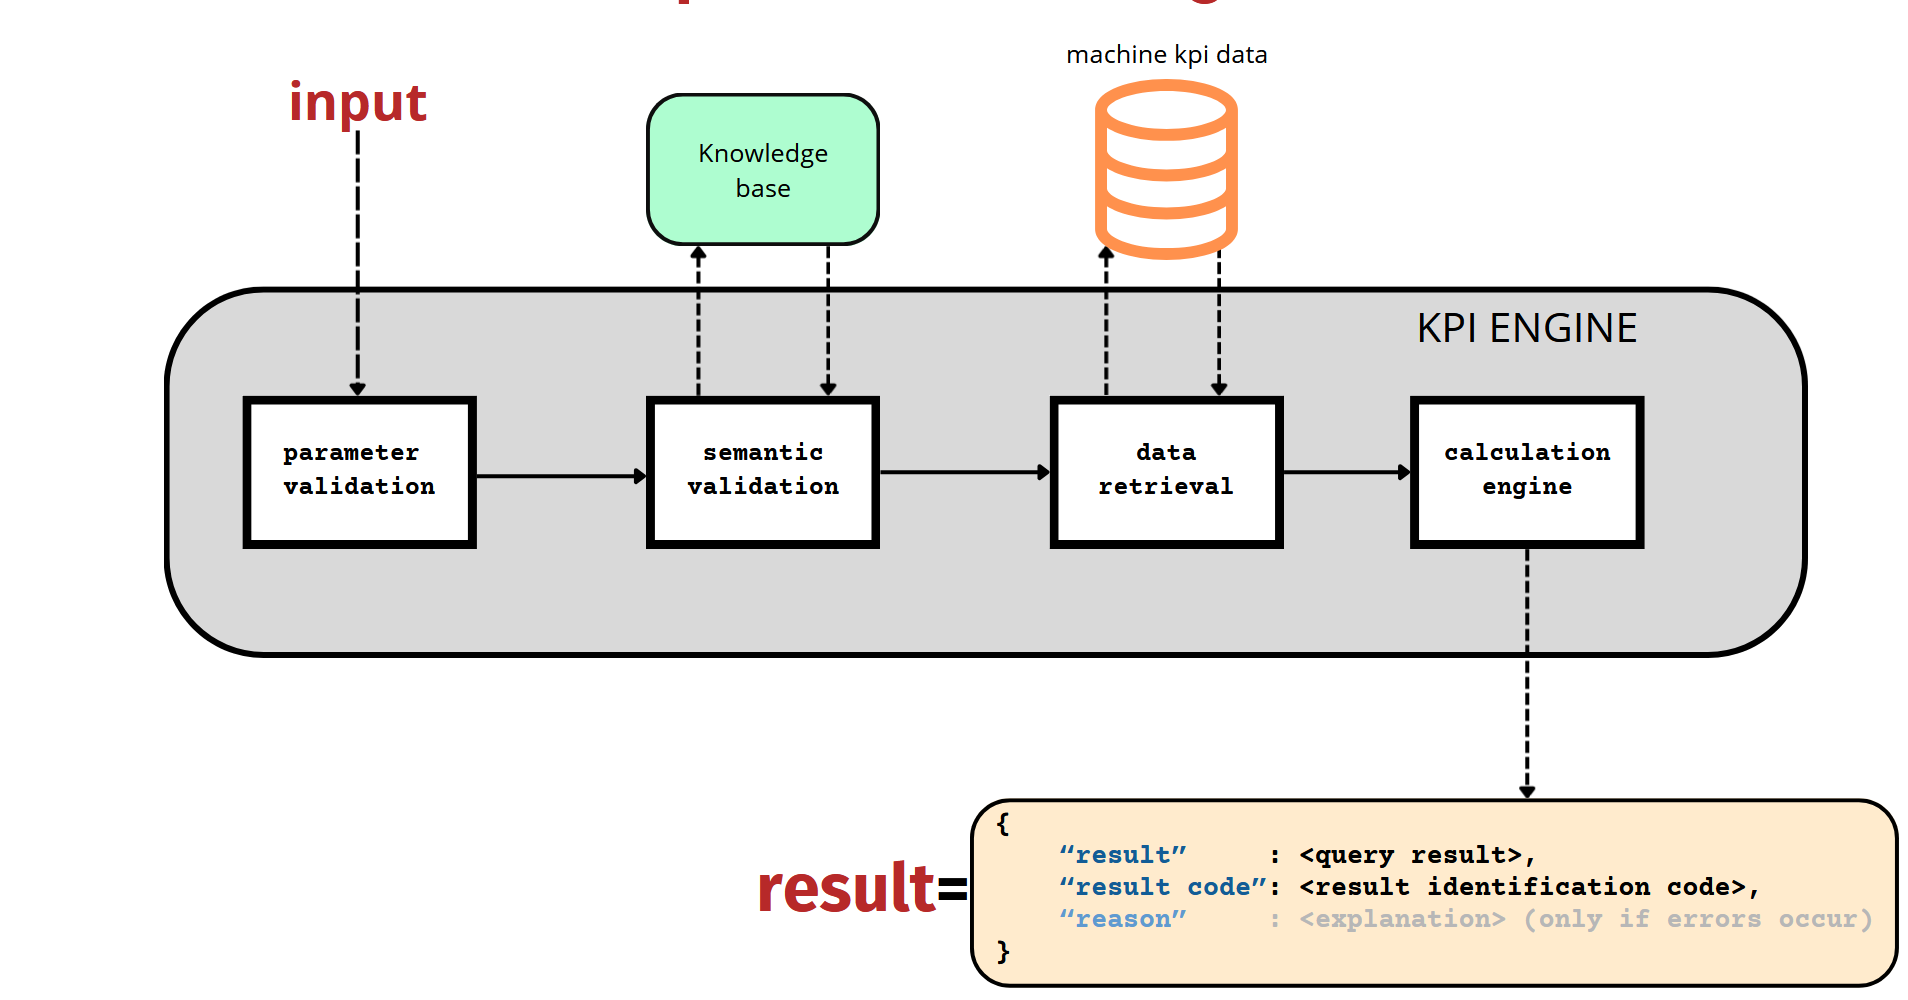 machine kpi data
input
Knowledge
base
KPI ENGINE
parameter
validation
semantic
validation
data
retrieval
calculation
engine
result=
{
“result” : <query result>,
“result code”: <result identification code>,
“reason” : <explanation> (only if errors occur)
}